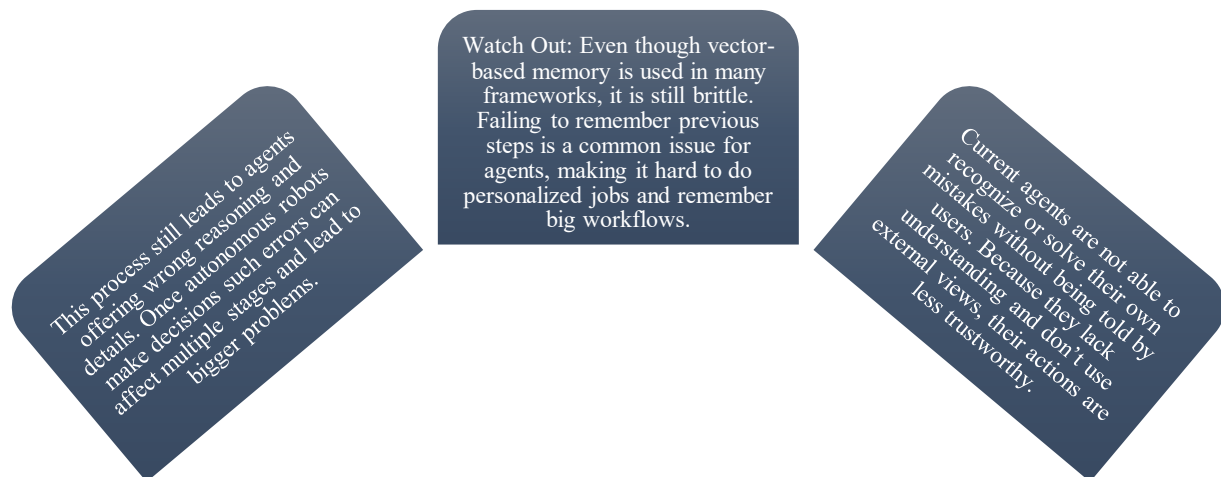 This process still leads to agents
offering wrong reasoning and
details. Once autonomous robots
make decisions such errors can
affect multiple stages and lead to
bigger problems.
Watch Out: Even though vector-
based memory is used in many
frameworks, it is still brittle.
Failing to remember previous
steps is a common issue for
agents, making it hard to do
personalized jobs and remember
big workflows.
Current agents are not able to
recognize or solve their own
mistakes without being told by
users. Because they lack
understanding and don’t use
external views, their actions are
less trustworthy.